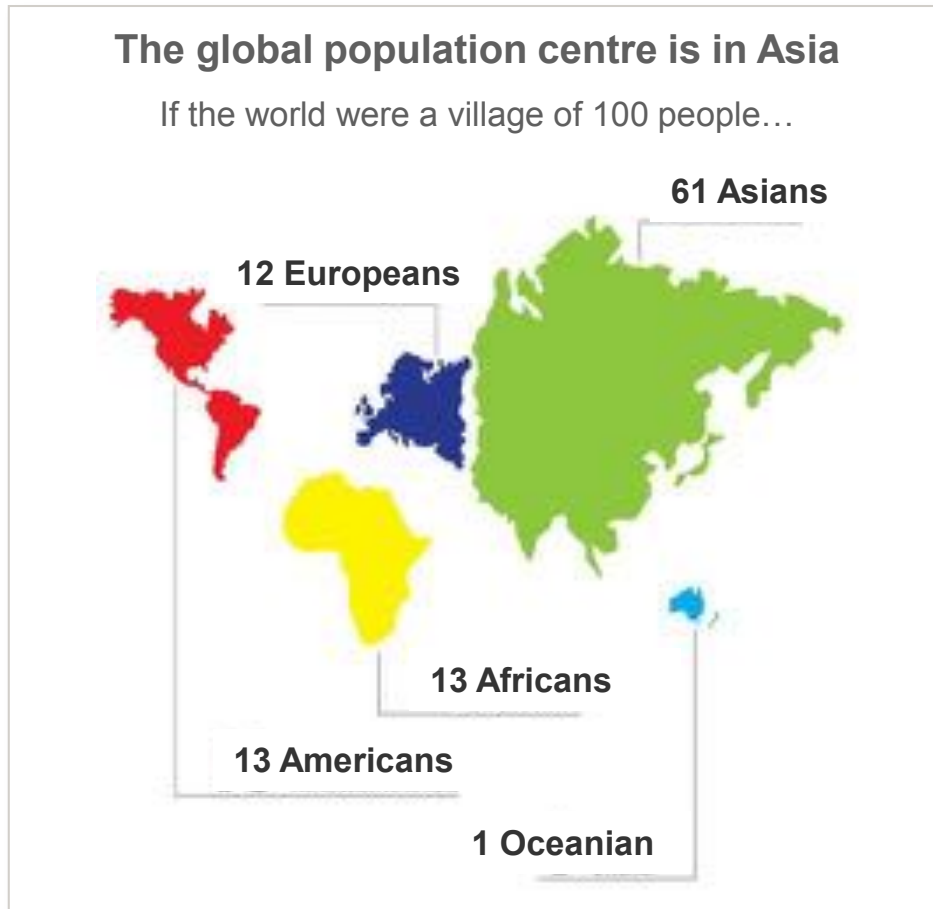 The global population centre is in Asia
If the world were a village of 100 people…
61 Asians
12 Europeans
13 Africans
13 Americans
1 Oceanian